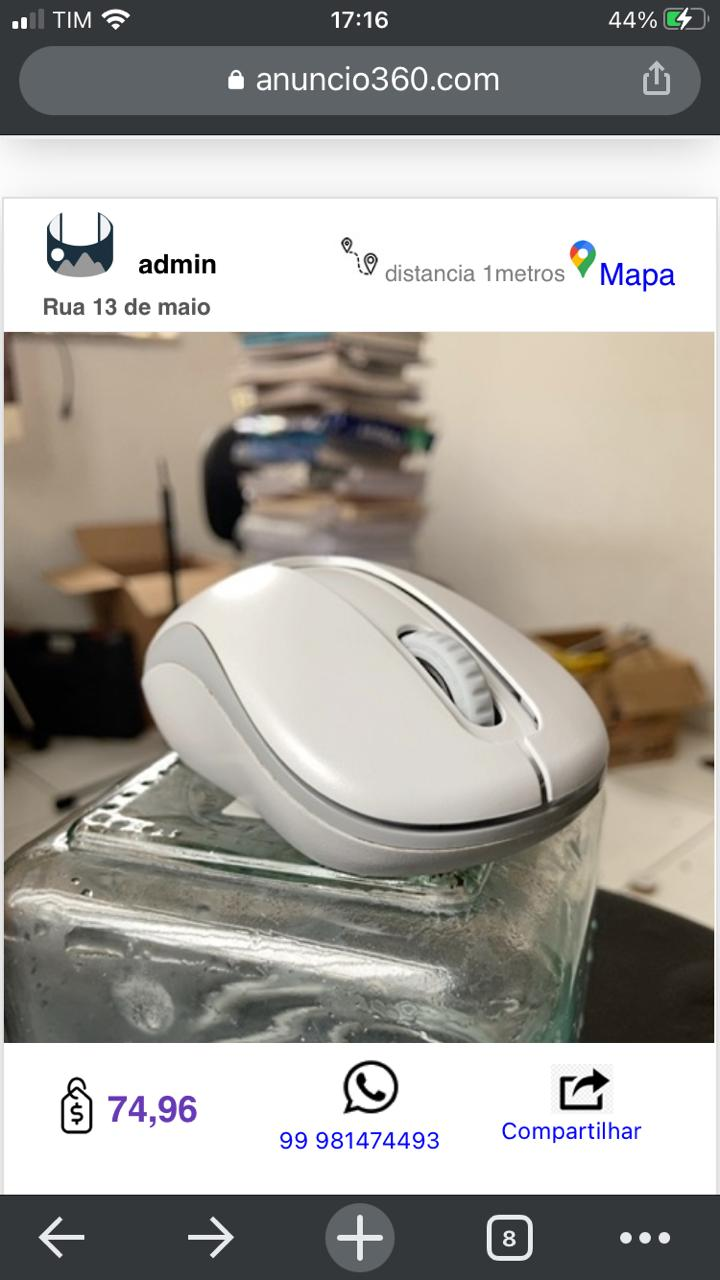 TIM 17:16 44%
anuncio360.com
admin distancia 1metros Mapa
Rua 13 de maio
$ 74,96
99 981474493 Compartilhar
8